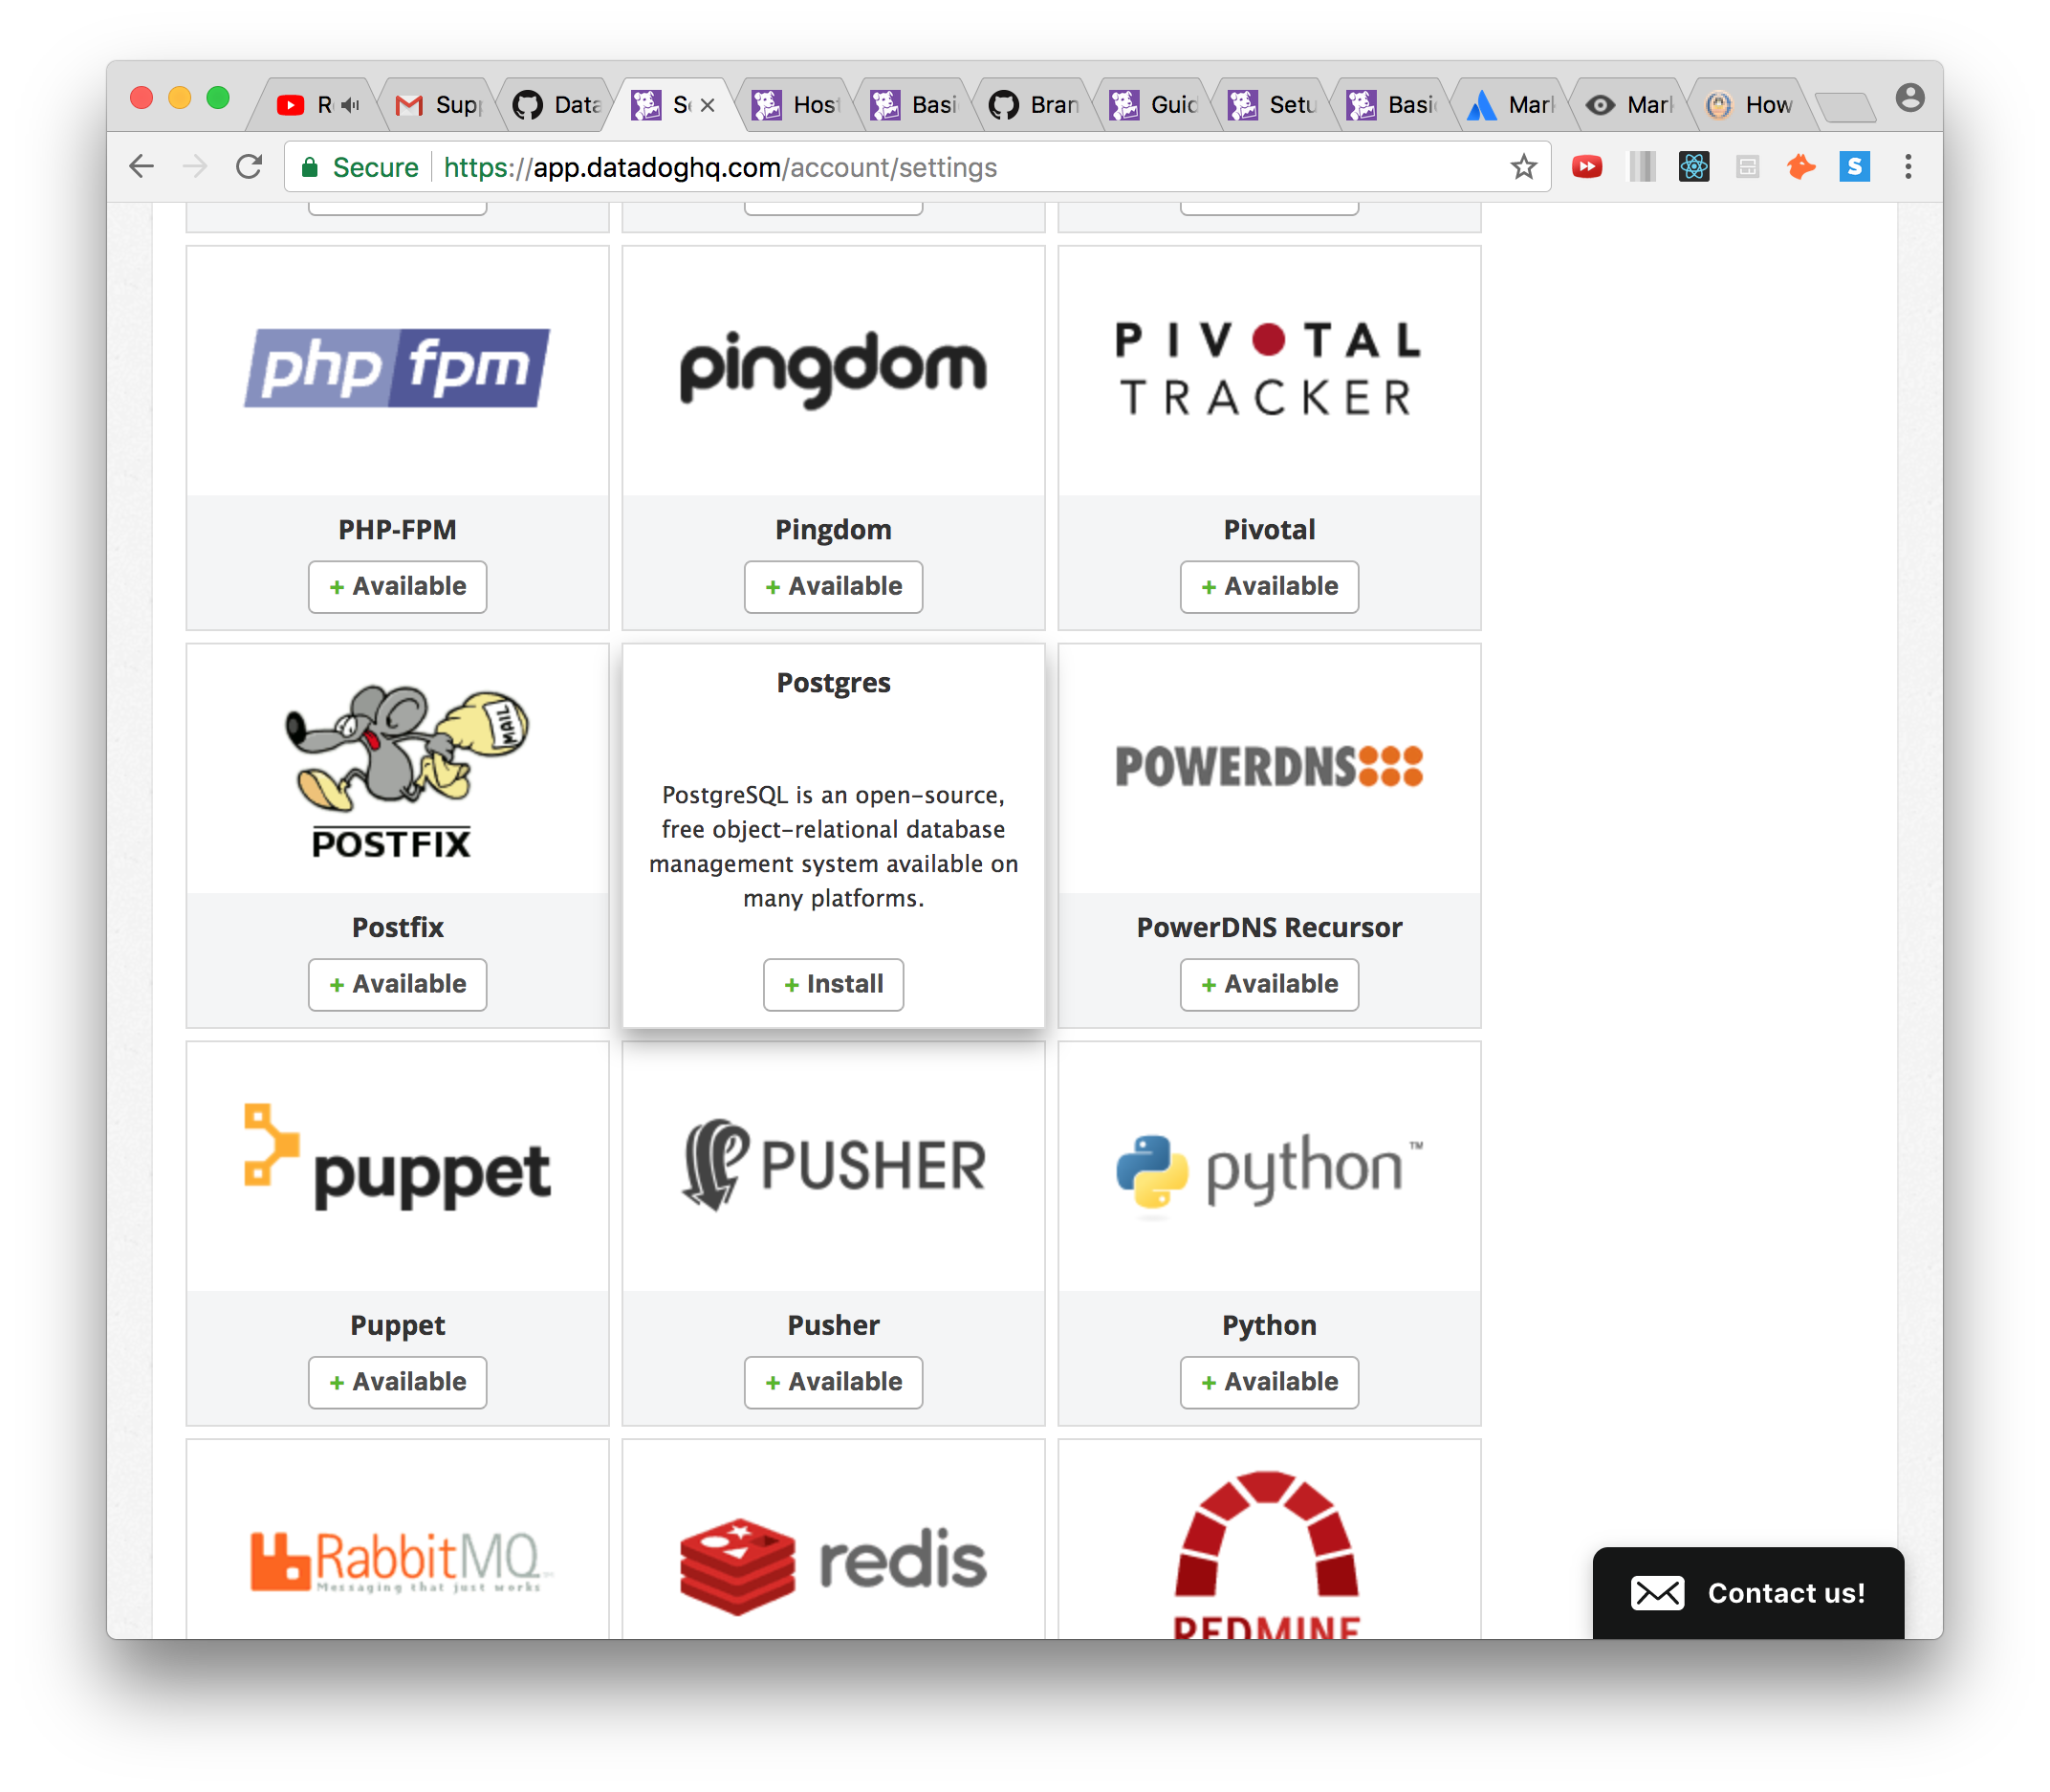 Sup
Data
S
Host
Basi
Bran
Guid
Setu
Basi
Mark
Mar
How
Secure
https://app.datadoghq.com/account/settings
S
php fpm
pingdom
PIVOTAL
TRACKER
PHP-FPM
Pingdom
Pivotal
+ Available
+ Available
+ Available
MAIL
POSTFIX
Postgres
PostgreSQL is an open-source,
free object-relational database
management system available on
many platforms.
+ Install
POWERDNS
Postfix
PowerDNS Recursor
+ Available
+ Available
puppet
PUSHER
python™
Puppet
Pusher
Python
+ Available
+ Available
+ Available
RabbitMQ
Messaging that just works
redis
REDMINE
Contact us!